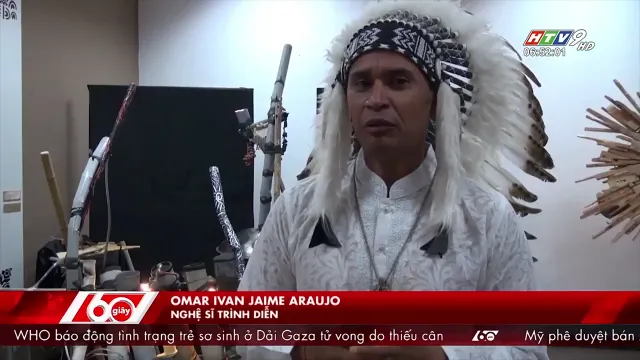 HTV9 HD
06:52:01
60 giây
OMAR IVAN JAIME ARAUJO
NGHỆ SĨ TRÌNH DIỄN
WHO báo động tình trạng trẻ sơ sinh ở Dải Gaza tử vong do thiếu cân 60 Mỹ phê duyệt bán